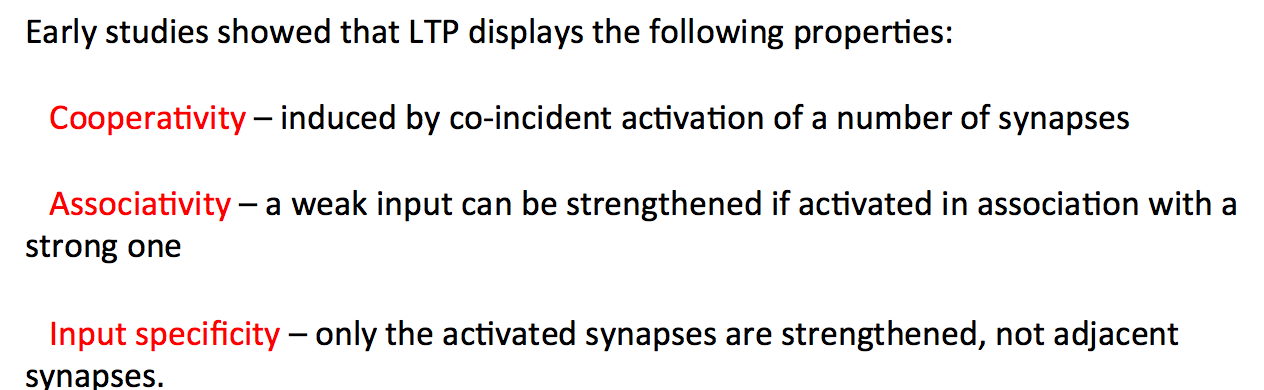 Early studies showed that LTP displays the following properties:
Cooperativity – induced by co-incident activation of a number of synapses
Associativity – a weak input can be strengthened if activated in association with a
strong one
Input specificity – only the activated synapses are strengthened, not adjacent
synapses.